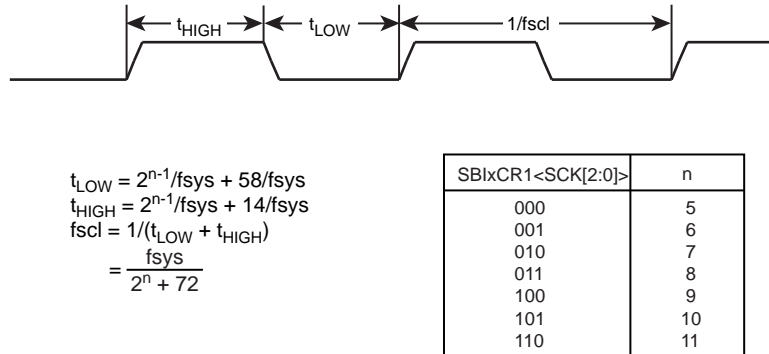 tHIGH tLOW 1/fscl
tLOW = 2n-1/fsys + 58/fsys
tHIGH = 2n-1/fsys + 14/fsys
fscl = 1/(tLOW + tHIGH)
= fsys
2n + 72
SBIxCR1<SCK[2:0]> n
000 5
001 6
010 7
011 8
100 9
101 10
110 11